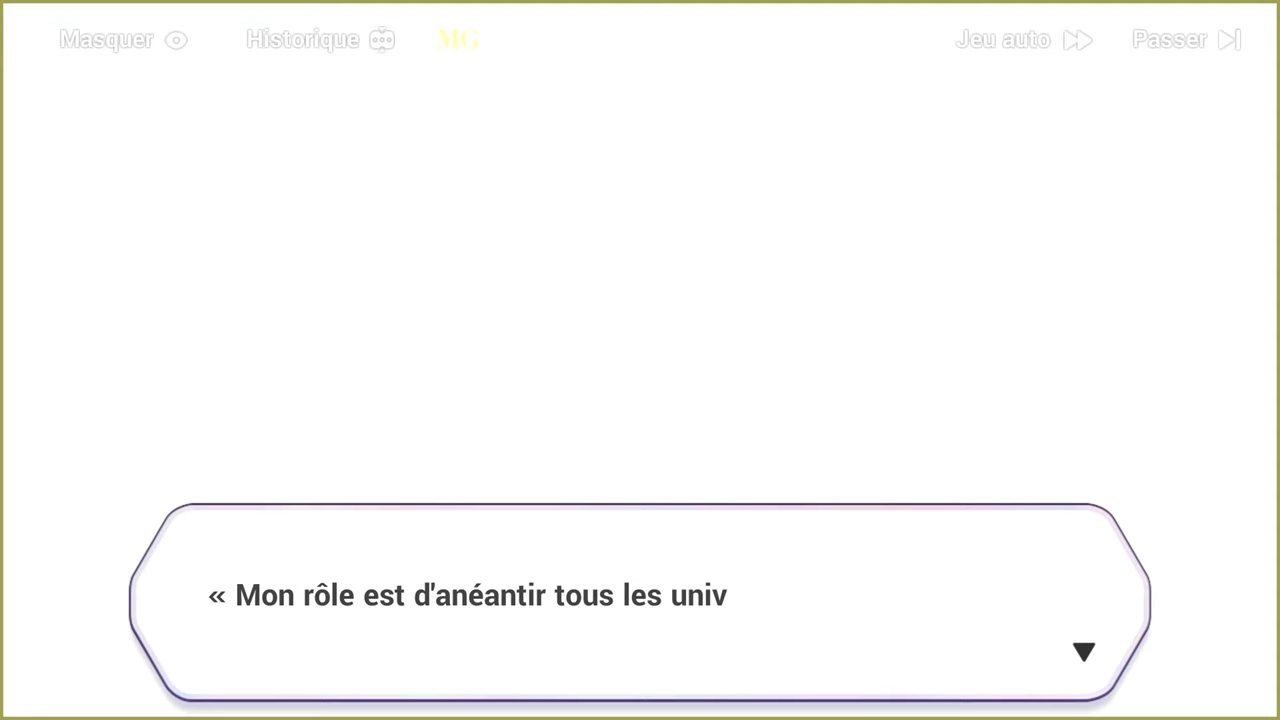 Masquer Historique MG Jeu auto Passer
« Mon rôle est d'anéantir tous les univ